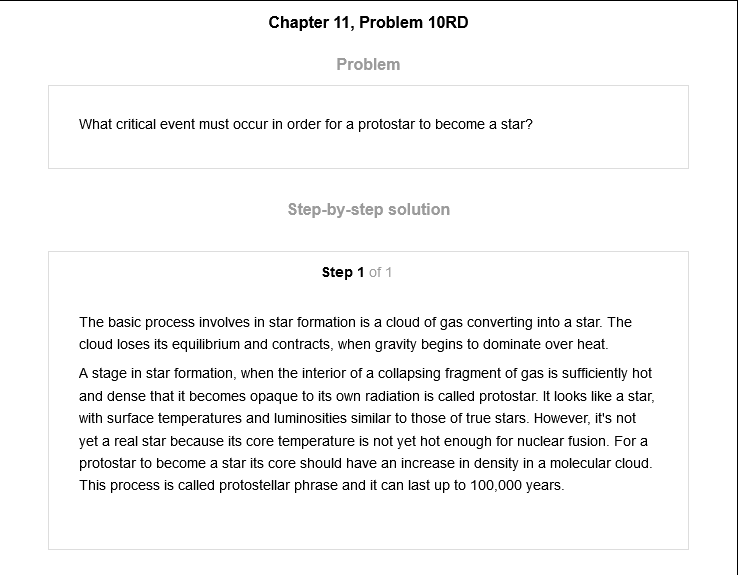 Chapter 11, Problem 10RD
Problem
What critical event must occur in order for a protostar to become a star?
Step-by-step solution
Step 1 of 1
The basic process involves in star formation is a cloud of gas converting into a star. The
cloud loses its equilibrium and contracts, when gravity begins to dominate over heat.
A stage in star formation, when the interior of a collapsing fragment of gas is sufficiently hot
and dense that it becomes opaque to its own radiation is called protostar. It looks like a star,
with surface temperatures and luminosities similar to those of true stars. However, it's not
yet a real star because its core temperature is not yet hot enough for nuclear fusion. For a
protostar to become a star its core should have an increase in density in a molecular cloud.
This process is called protostellar phrase and it can last up to 100,000 years.